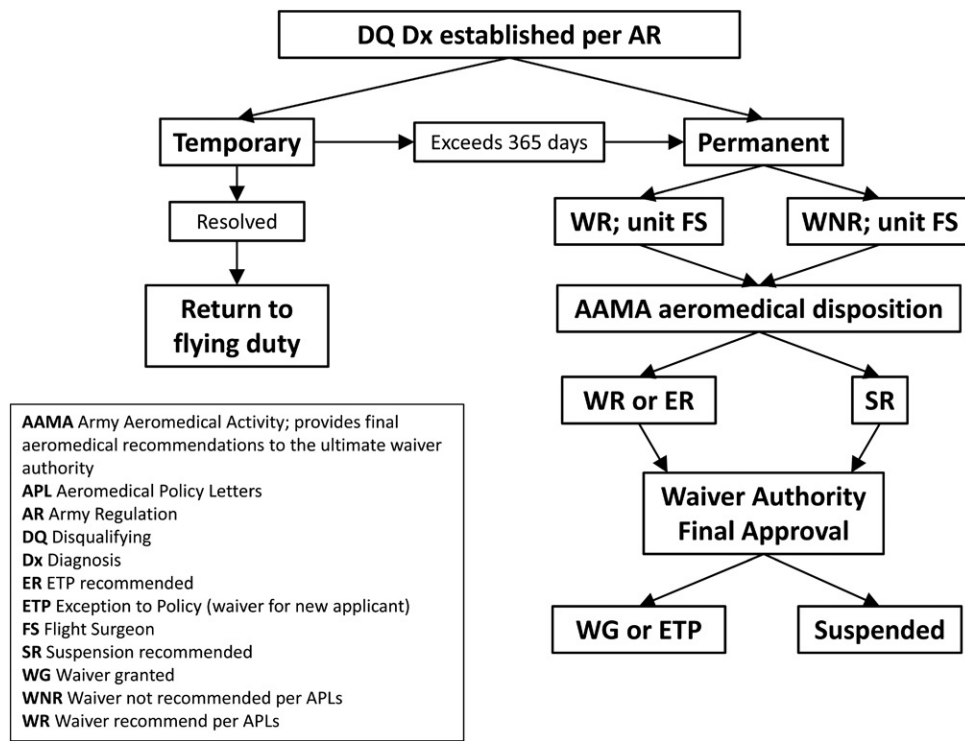 DQ Dx established per AR
Temporary
Exceeds 365 days
Permanent
Resolved
WR; unit FS
WNR; unit FS
Return to
flying duty
AAMA aeromedical disposition
WR or ER
SR
Waiver Authority
Final Approval
WG or ETP
Suspended
AAMA Army Aeromedical Activity; provides final
aeromedical recommendations to the ultimate waiver
authority
APL Aeromedical Policy Letters
AR Army Regulation
DQ Disqualifying
Dx Diagnosis
ER ETP recommended
ETP Exception to Policy (waiver for new applicant)
FS Flight Surgeon
SR Suspension recommended
WG Waiver granted
WNR Waiver not recommended per APLs
WR Waiver recommend per APLs